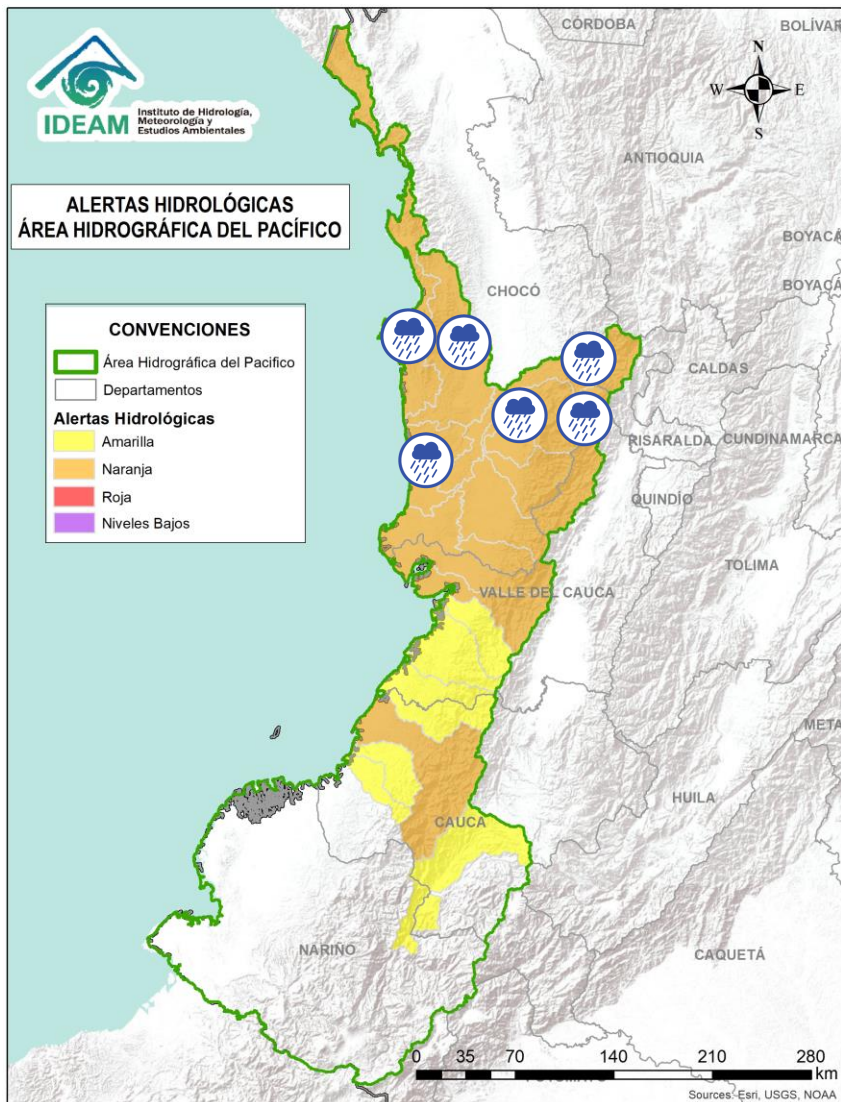 CÓRDOBA
BOLÍVAR
IDEAM
Instituto de Hidrología,
Meteorología y
Estudios Ambientales
N
W E
S
ANTIOQUIA
ALERTAS HIDROLÓGICAS
ÁREA HIDROGRÁFICA DEL PACÍFICO
BOYACÁ
BOYACÁ
CHOCÓ
CONVENCIONES
Área Hidrográfica del Pacifico
Departamentos
Alertas Hidrológicas
Amarilla
Naranja
Roja
Niveles Bajos
CALDAS
RISARALDA
CUNDINAMARCA
QUINDÍO
TOLIMA
VALLE DEL CAUCA
META
HUILA
CAUCA
NARIÑO
CAQUETÁ
0 35 70 140 210 280
km
Sources: Esri, USGS, NOAA